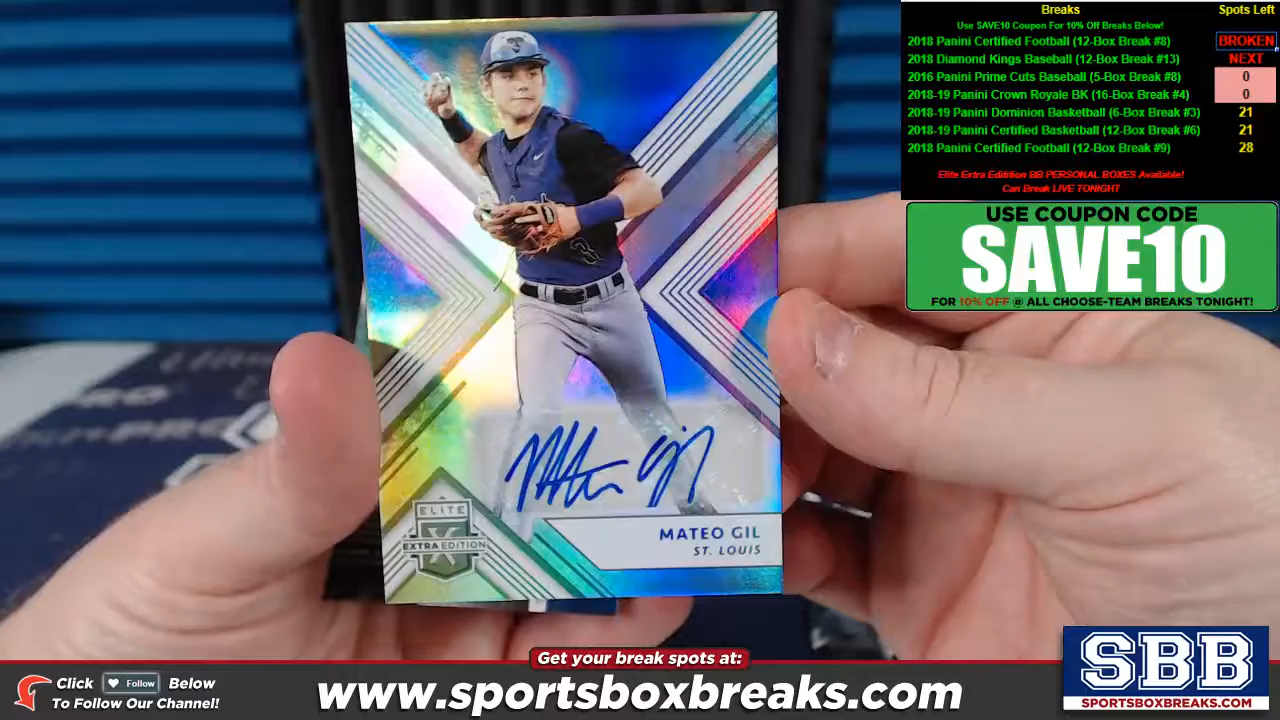 Breaks Spots Left
Use SAVE10 Coupon For 10% Off Breaks Below!
2018 Panini Certified Football (12-Box Break #8) BROKEN
2018 Diamond Kings Baseball (12-Box Break #13) NEXT
2016 Panini Prime Cuts Baseball (5-Box Break #8) 0
2018-19 Panini Crown Royale BK (16-Box Break #4) 0
2018-19 Panini Dominion Basketball (6-Box Break #3) 21
2018-19 Panini Certified Basketball (12-Box Break #6) 21
2018 Panini Certified Football (12-Box Break #9) 28
Elite Extra Edition BB PERSONAL BOXES Available!
Can Break LIVE TONIGHT
USE COUPON CODE
SAVE10
FOR 10% OFF @ ALL CHOOSE-TEAM BREAKS TONIGHT!
T
3
ELITE
EXTRA EDITION
X
MATEO GIL
ST. LOUIS
PRO
Get your break spots at:
Click Follow Below
To Follow Our Channel!
www.sportsboxbreaks.com
SBB
SPORTSBOXBREAKS.COM